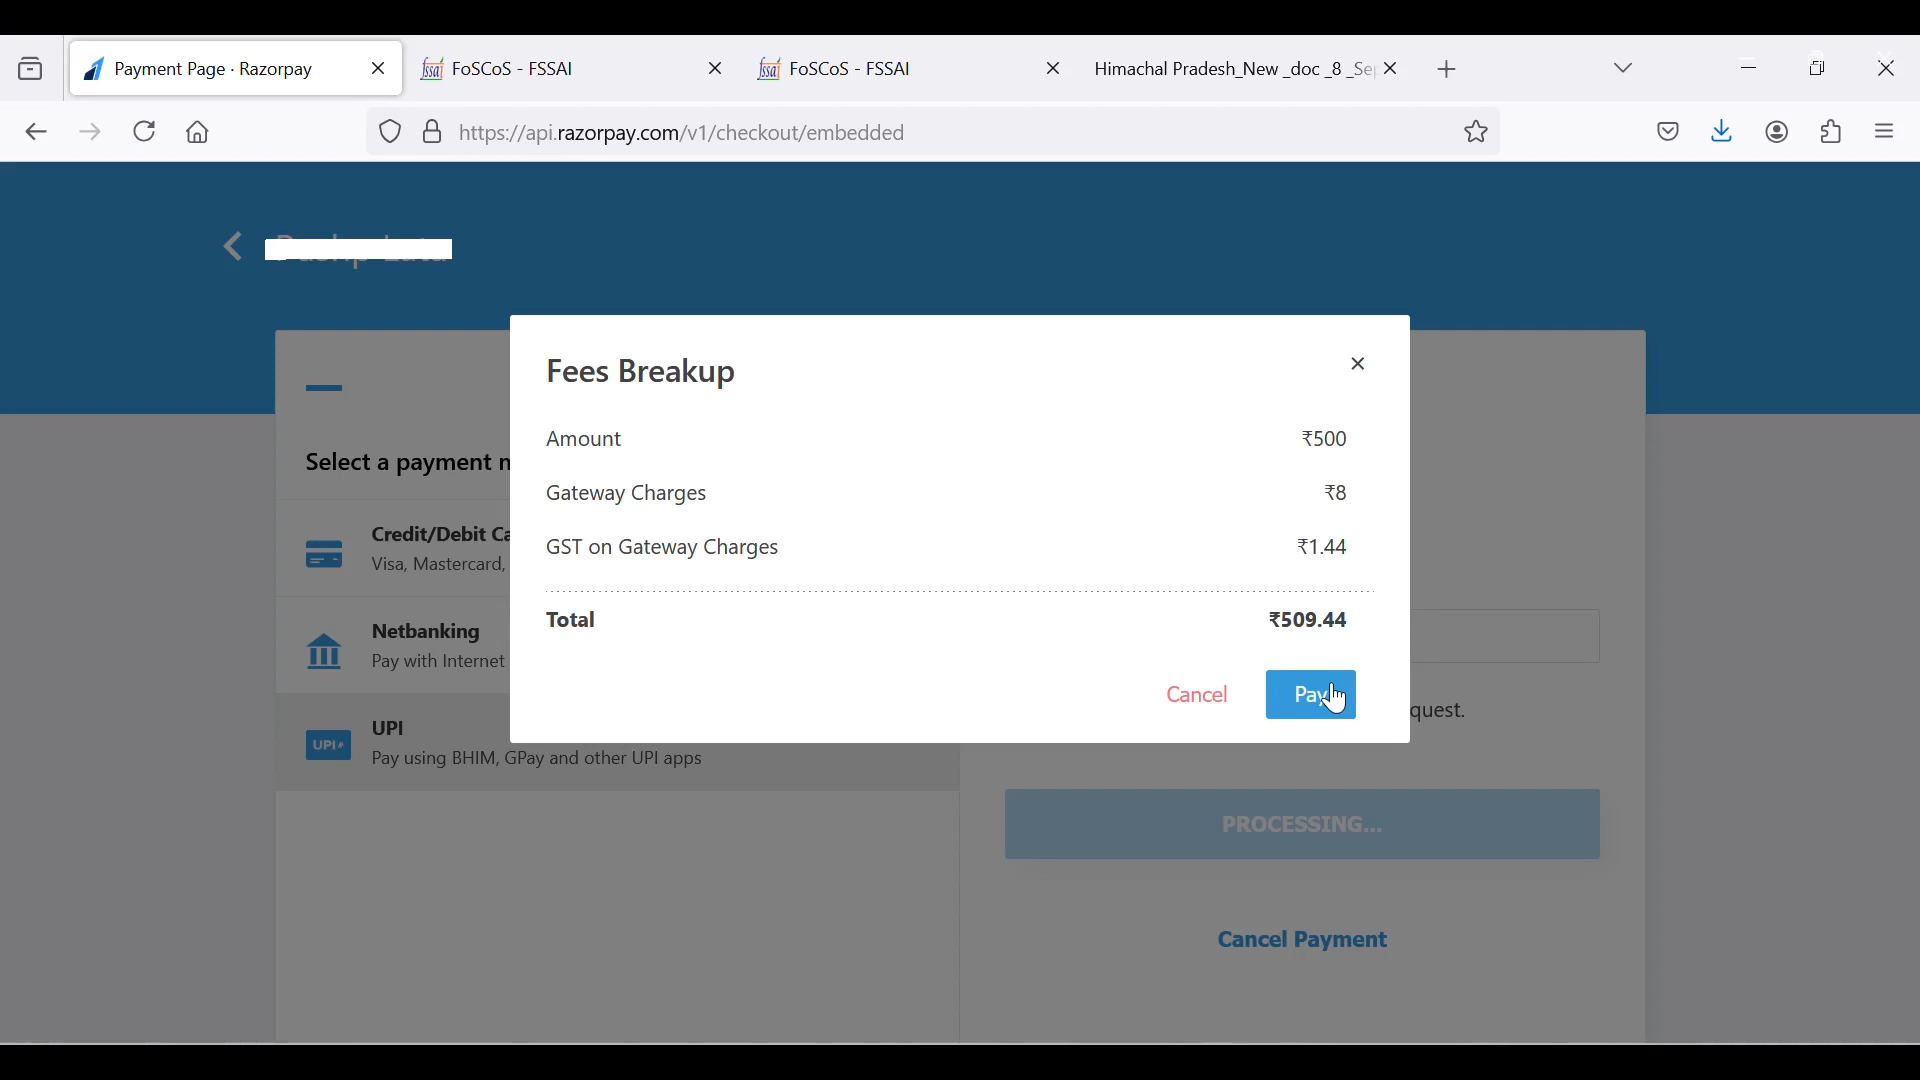 Payment Page · Razorpay
FoSCoS - FSSAI
FoSCoS - FSSAI
Himachal Pradesh_New _doc _8 _Se
https://api.razorpay.com/v1/checkout/embedded
Fees Breakup
Amount ₹500
Gateway Charges ₹8
GST on Gateway Charges ₹1.44
Total ₹509.44
Cancel Pay
Select a payment
Credit/Debit
Visa, Mastercard,
Netbanking
Pay with Internet
UPI
UPI
Pay using BHIM, GPay and other UPI apps
quest.
PROCESSING...
Cancel Payment